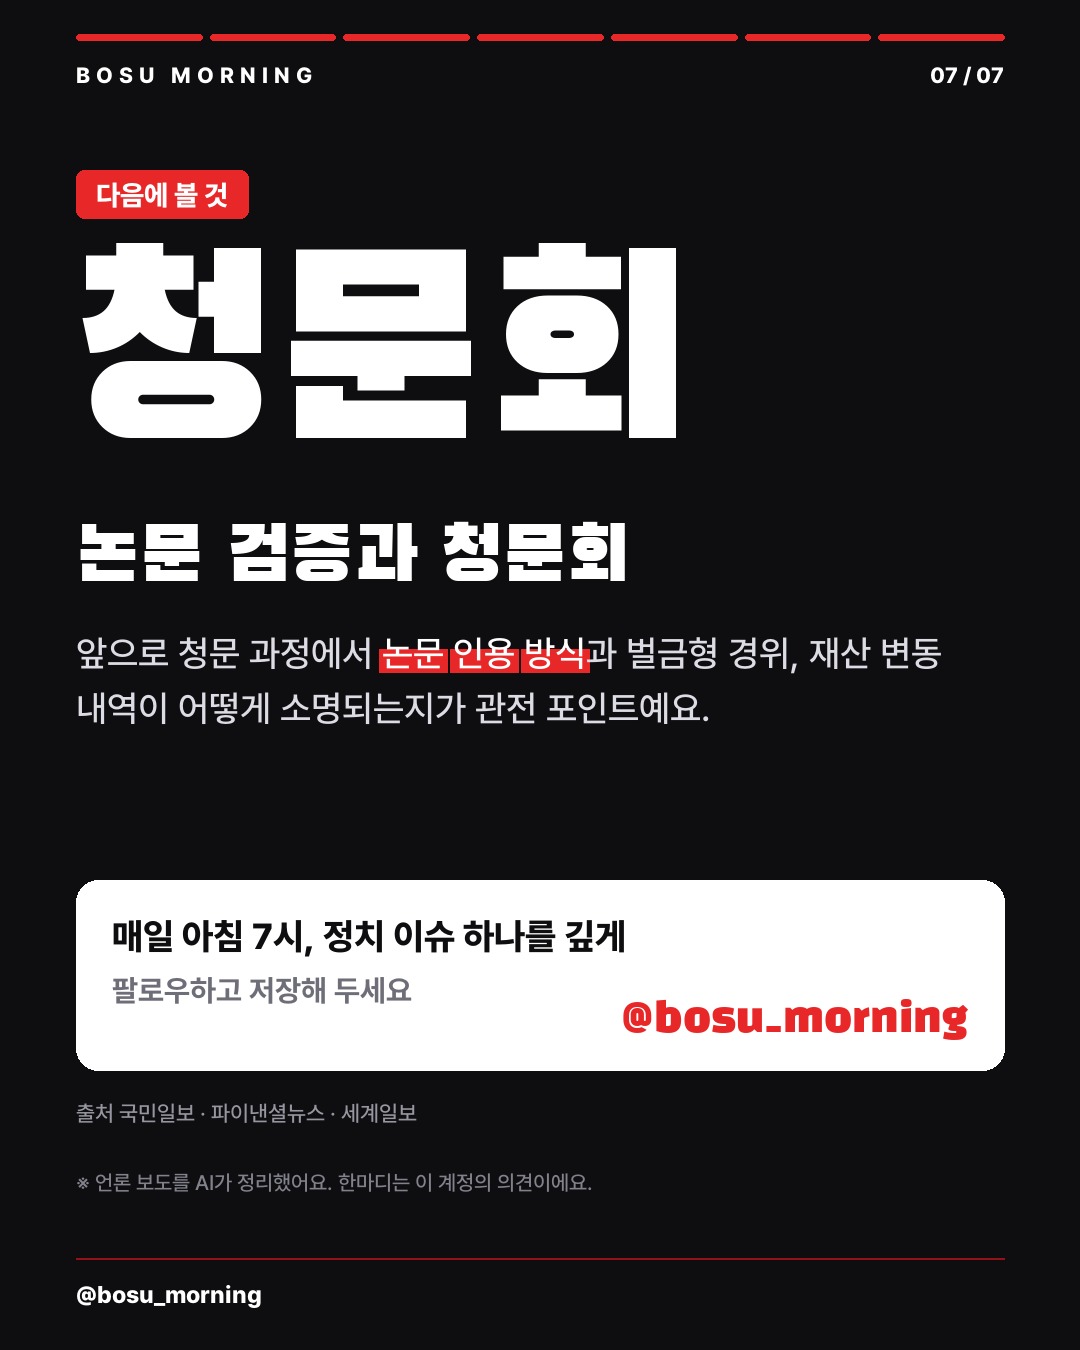 BOSU MORNING
07 / 07
다음에 볼 것
청문회
논문 검증과 청문회
앞으로 청문 과정에서 논문 인용 방식과 벌금형 경위, 재산 변동
내역이 어떻게 소명되는지가 관전 포인트예요.
매일 아침 7시, 정치 이슈 하나를 깊게
팔로우하고 저장해 두세요
@bosu_morning
출처 국민일보 · 파이낸셜뉴스 · 세계일보
※ 언론 보도를 AI가 정리했어요. 한마디는 이 계정의 의견이에요.
@bosu_morning